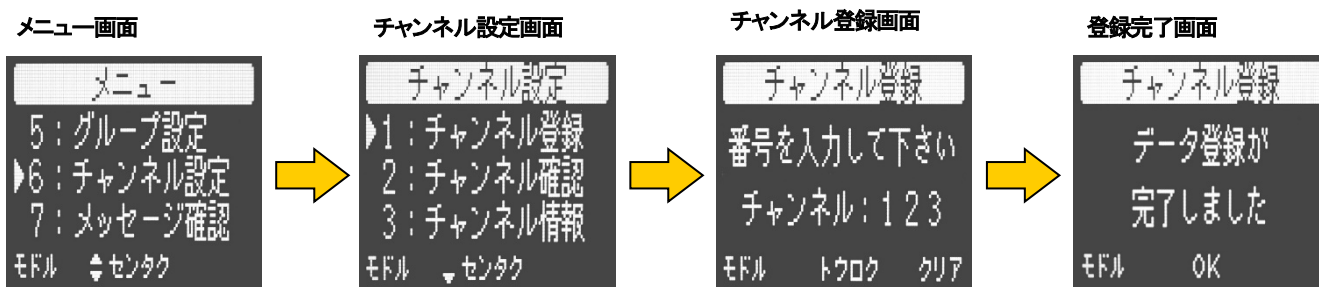 メニュー画面
メニュー
5：グループ設定
6：チャンネル設定
7：メッセージ確認
モドル センタク
チャンネル設定画面
チャンネル設定
1：チャンネル登録
2：チャンネル確認
3：チャンネル情報
モドル センタク
チャンネル登録画面
チャンネル登録
番号を入力して下さい
チャンネル：123
モドル トウロク クリア
登録完了画面
チャンネル登録
データ登録が
完了しました
モドル OK